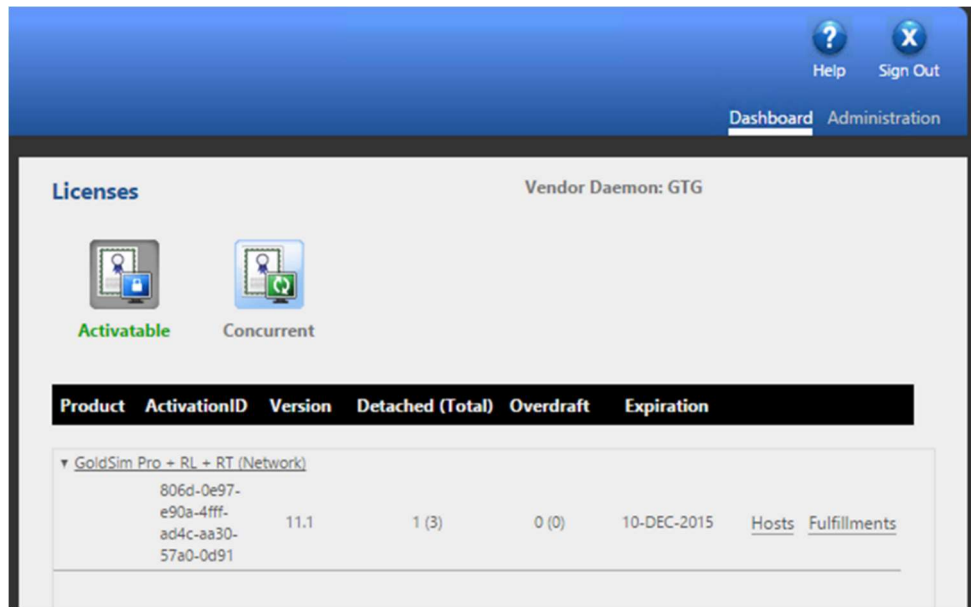 Help Sign Out
Dashboard Administration
Licenses Vendor Daemon: GTG
Activatable Concurrent
Product ActivationID Version Detached (Total) Overdraft Expiration
GoldSim Pro + RL + RT (Network)
806d-0e97-
e90a-4fff-
ad4c-aa30-
57a0-0d91
11.1 1 (3) 0 (0) 10-DEC-2015 Hosts Fulfillments